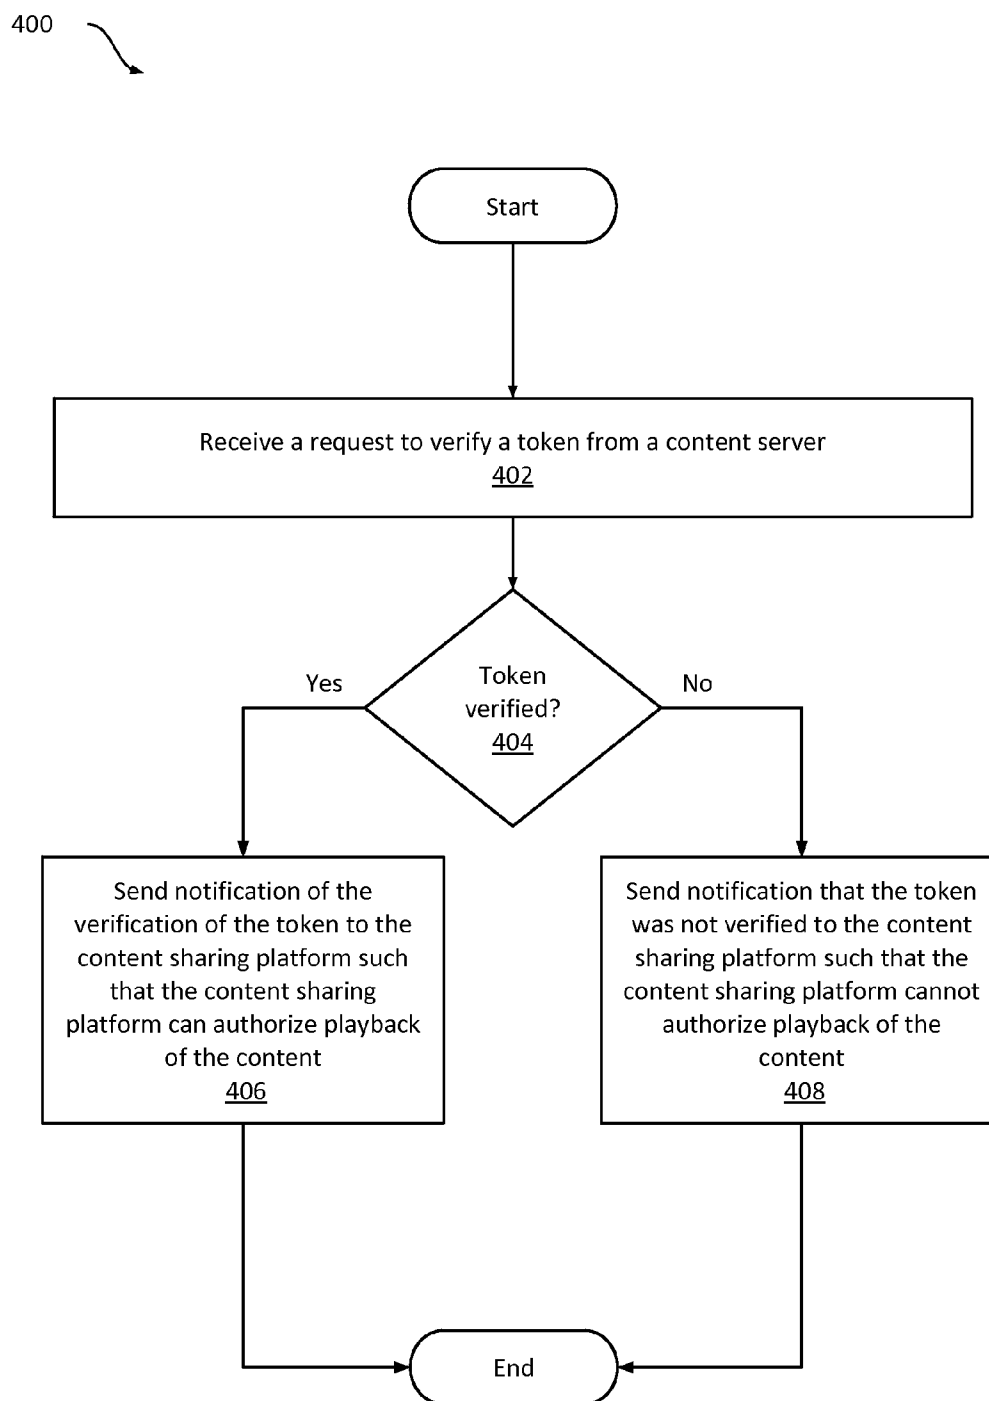 400
Start
Receive a request to verify a token from a content server
402
Token
verified?
404
Yes
No
Send notification of the
verification of the token to the
content sharing platform such
that the content sharing
platform can authorize playback
of the content
406
Send notification that the token
was not verified to the content
sharing platform such that the
content sharing platform cannot
authorize playback of the
content
408
End